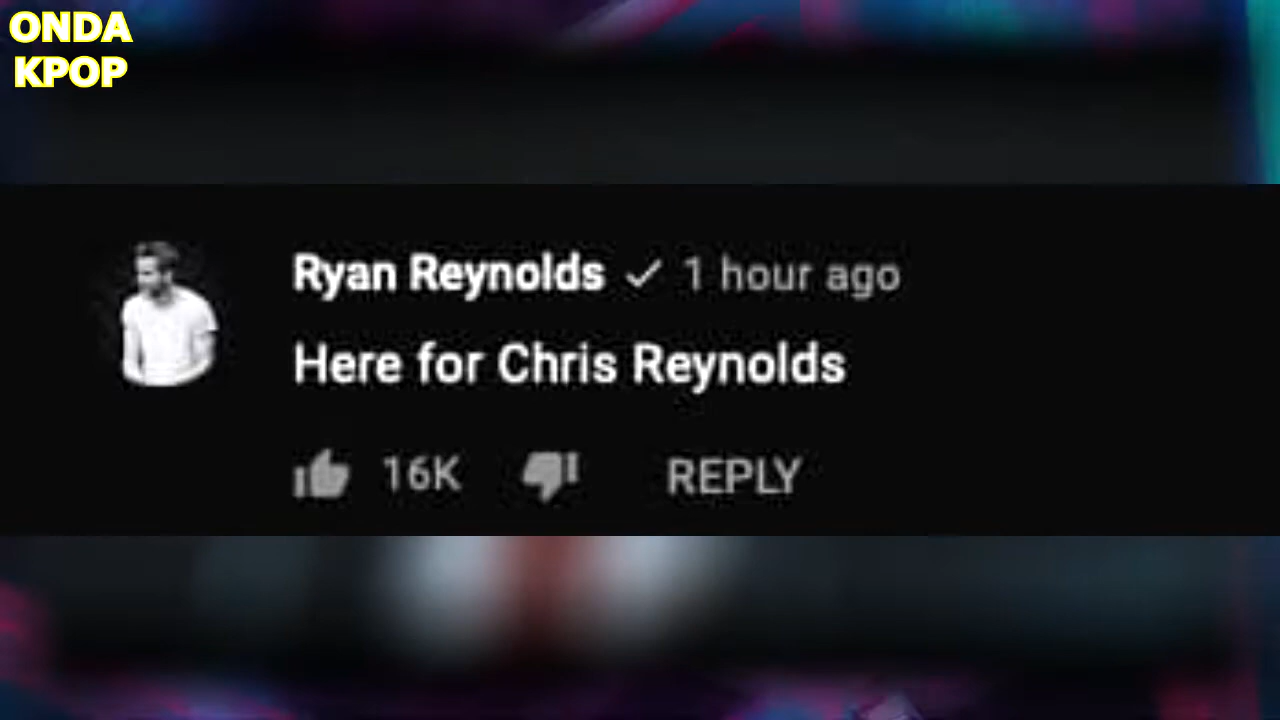 ONDA
KPOP
Ryan Reynolds ✓ 1 hour ago
Here for Chris Reynolds
16K REPLY